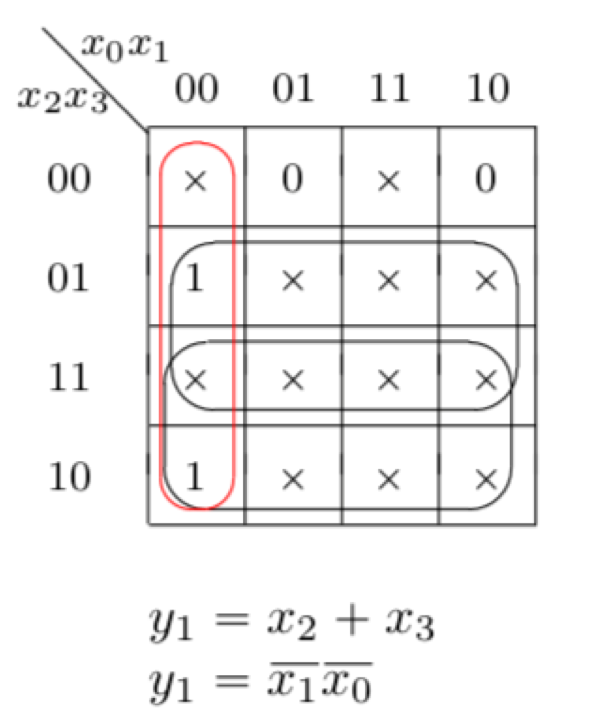 x₀x₁
x₂x₃ 00 01 11 10
00 × 0 × 0
01 1 × × ×
11 × × × ×
10 1 × × ×
y₁ = x₂ + x₃
y₁ = x̅₁x̅₀